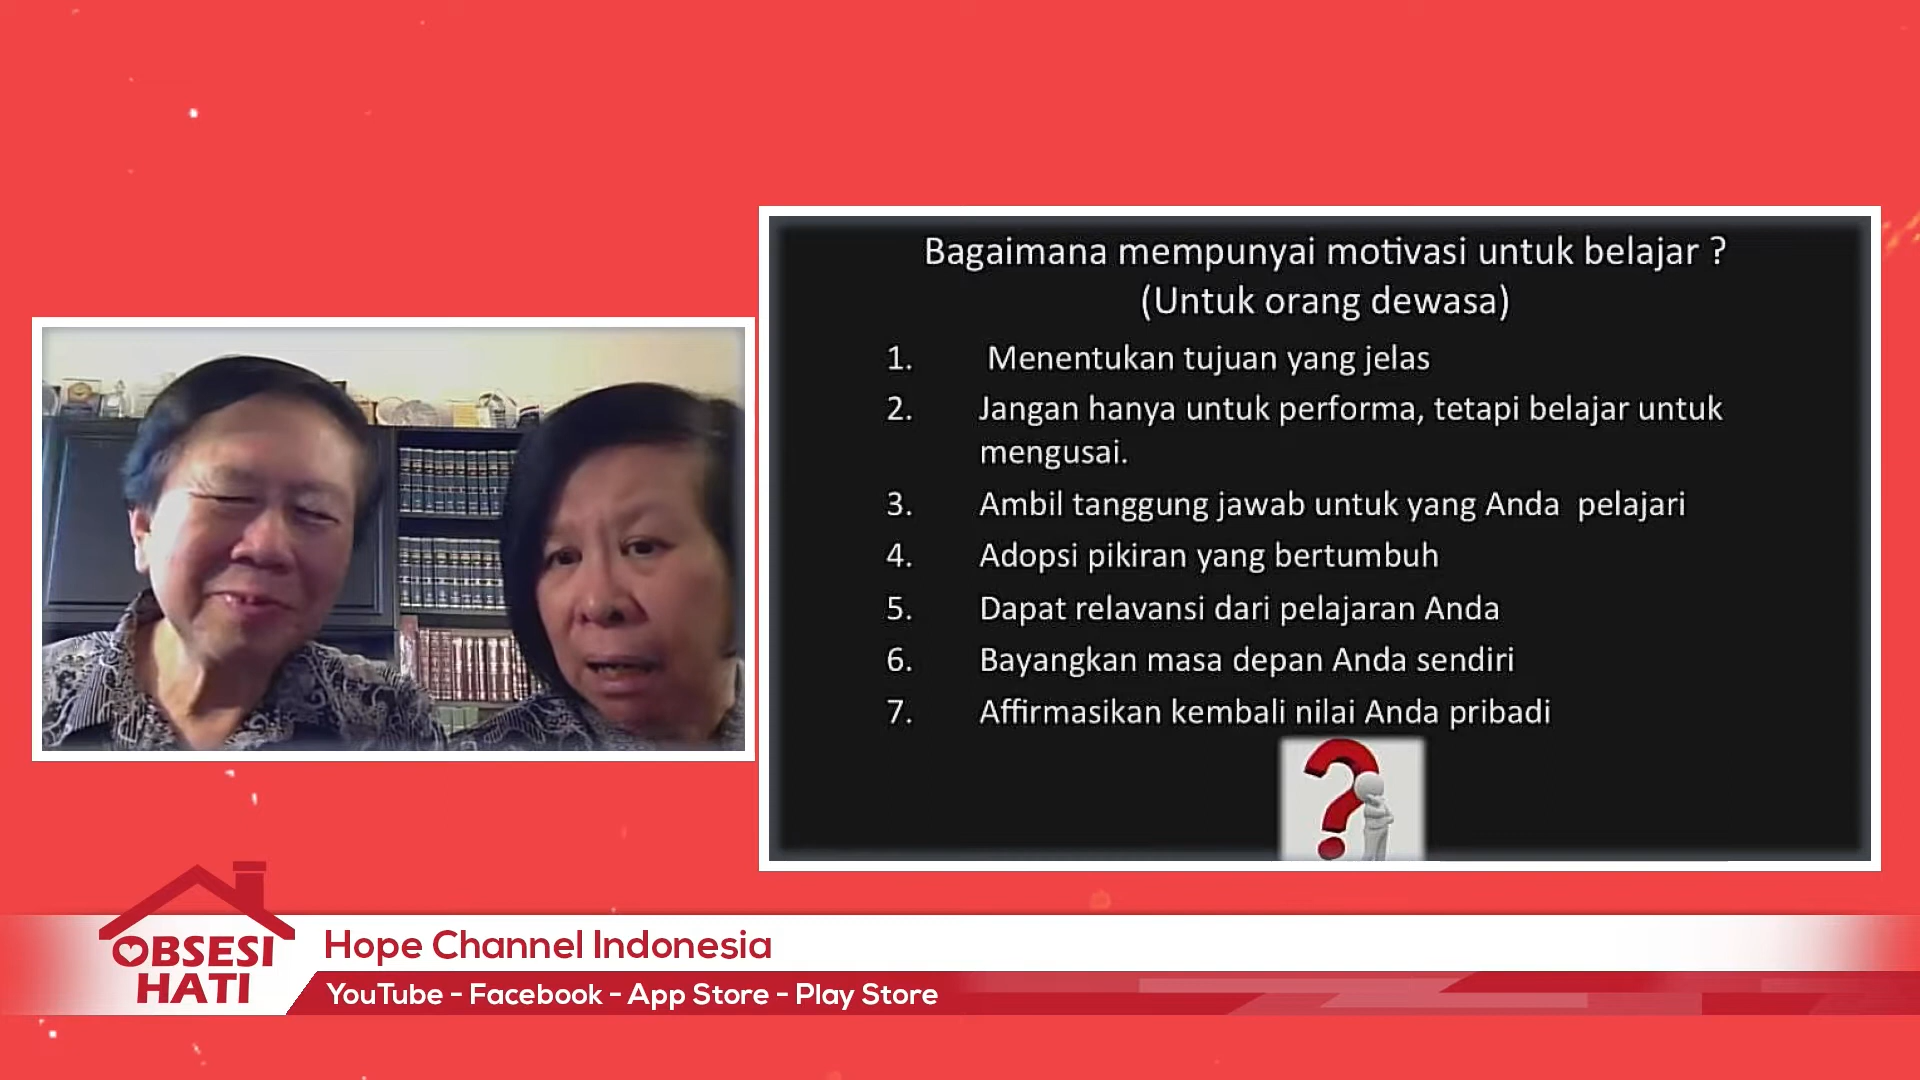 Bagaimana mempunyai motivasi untuk belajar ?
(Untuk orang dewasa)
1. Menentukan tujuan yang jelas
2. Jangan hanya untuk performa, tetapi belajar untuk
mengusai.
3. Ambil tanggung jawab untuk yang Anda pelajari
4. Adopsi pikiran yang bertumbuh
5. Dapat relavansi dari pelajaran Anda
6. Bayangkan masa depan Anda sendiri
7. Affirmasikan kembali nilai Anda pribadi
OBSESI
HATI
Hope Channel Indonesia
YouTube - Facebook - App Store - Play Store